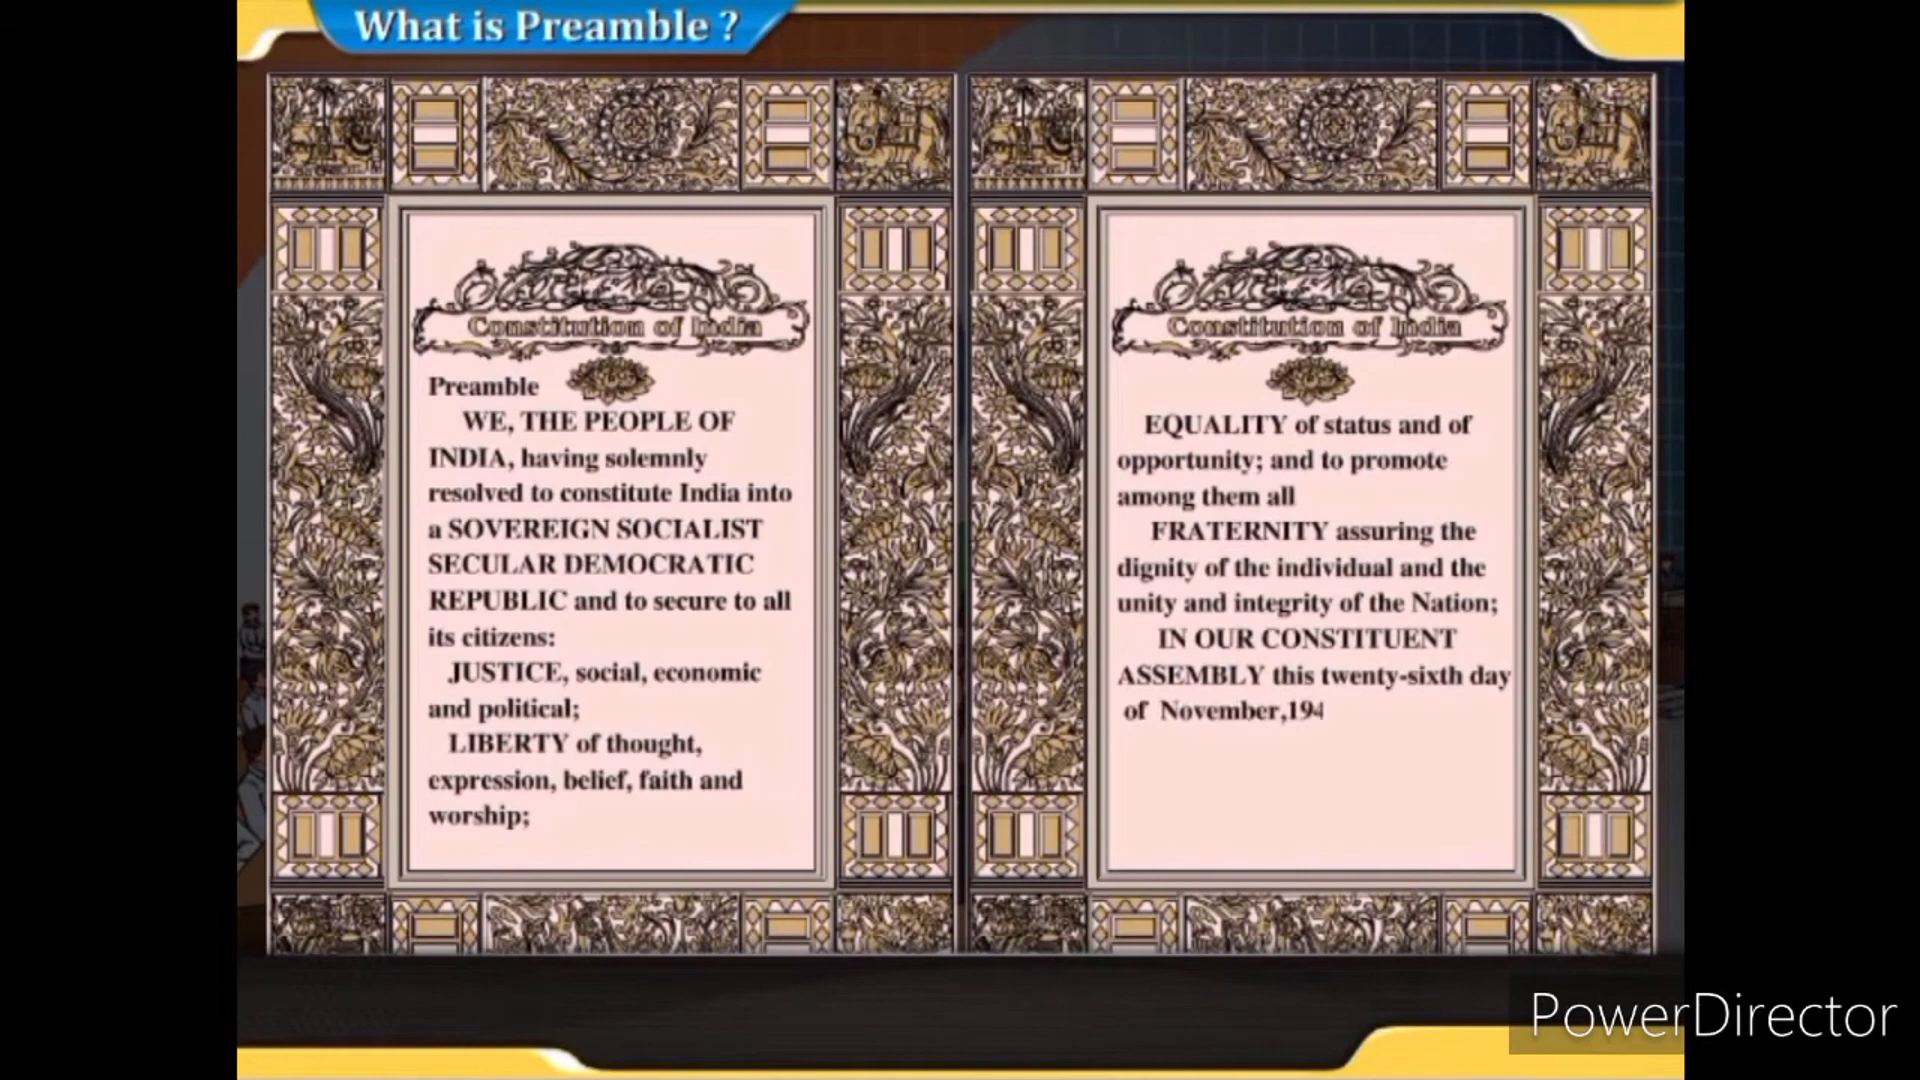 What is Preamble ?
Constitution of India
Preamble
WE, THE PEOPLE OF
INDIA, having solemnly
resolved to constitute India into
a SOVEREIGN SOCIALIST
SECULAR DEMOCRATIC
REPUBLIC and to secure to all
its citizens:
JUSTICE, social, economic
and political;
LIBERTY of thought,
expression, belief, faith and
worship;
Constitution of India
EQUALITY of status and of
opportunity; and to promote
among them all
FRATERNITY assuring the
dignity of the individual and the
unity and integrity of the Nation;
IN OUR CONSTITUENT
ASSEMBLY this twenty-sixth day
of November,194
PowerDirector